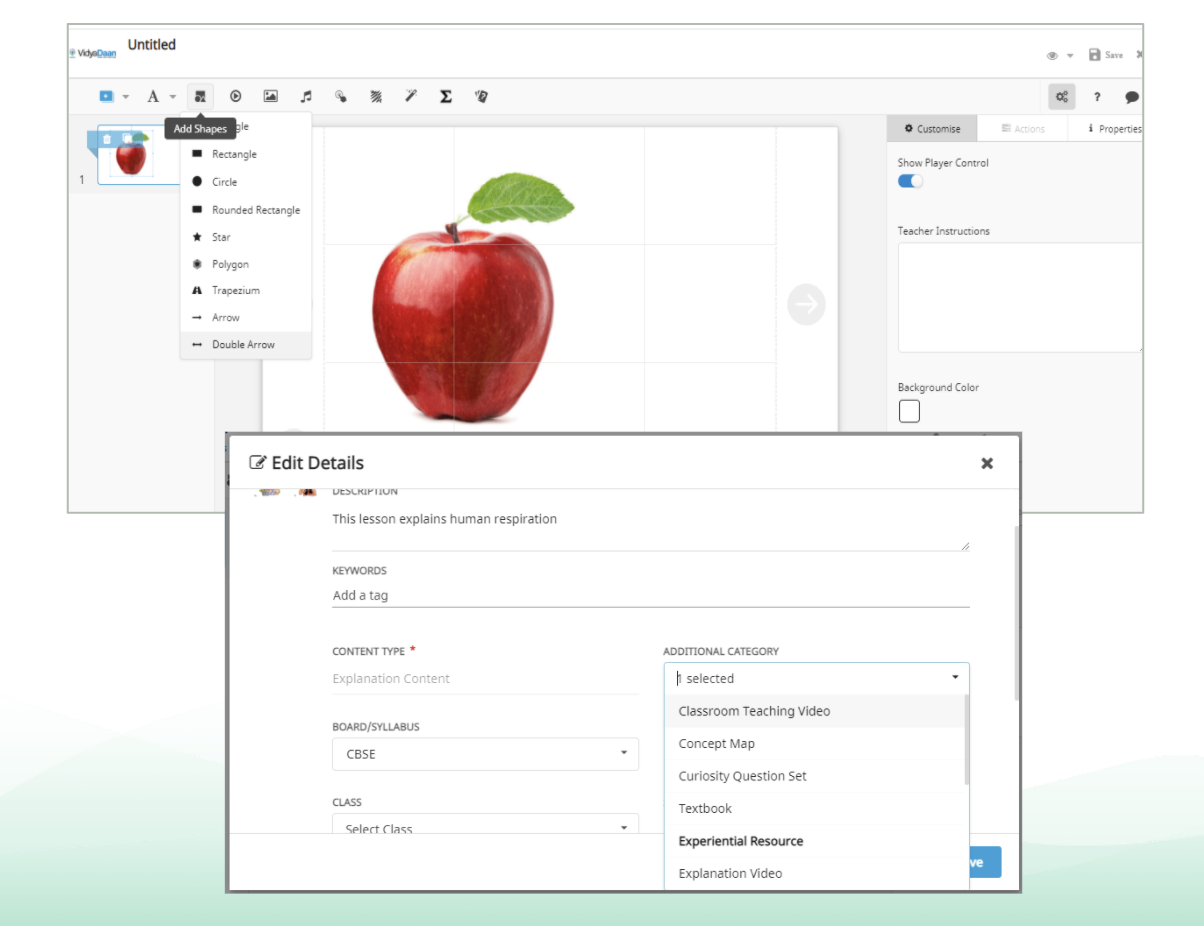 VidyaDaan
Untitled
Save
A
Σ
?
Add Shapes
gle
Rectangle
Circle
Rounded Rectangle
Star
Polygon
Trapezium
Arrow
Double Arrow
1
Customise
Actions
Properties
Show Player Control
Teacher Instructions
Background Color
Edit Details
DESCRIPTION
This lesson explains human respiration
KEYWORDS
Add a tag
CONTENT TYPE *
Explanation Content
ADDITIONAL CATEGORY
1 selected
Classroom Teaching Video
Concept Map
Curiosity Question Set
Textbook
Experiential Resource
Explanation Video
BOARD/SYLLABUS
CBSE
CLASS
Select Class
ve